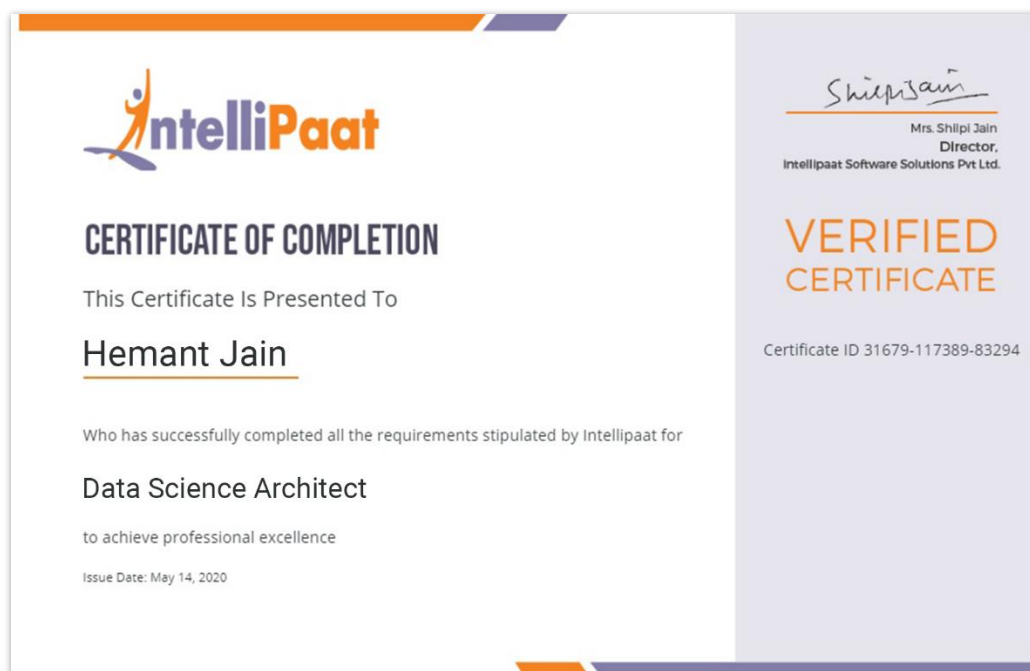 IntelliPaat
CERTIFICATE OF COMPLETION
This Certificate Is Presented To
Hemant Jain
Who has successfully completed all the requirements stipulated by Intellipaat for
Data Science Architect
to achieve professional excellence
Issue Date: May 14, 2020
Shilpi Jain
Mrs. Shilpi Jain
Director,
Intellipaat Software Solutions Pvt Ltd.
VERIFIED
CERTIFICATE
Certificate ID 31679-117389-83294